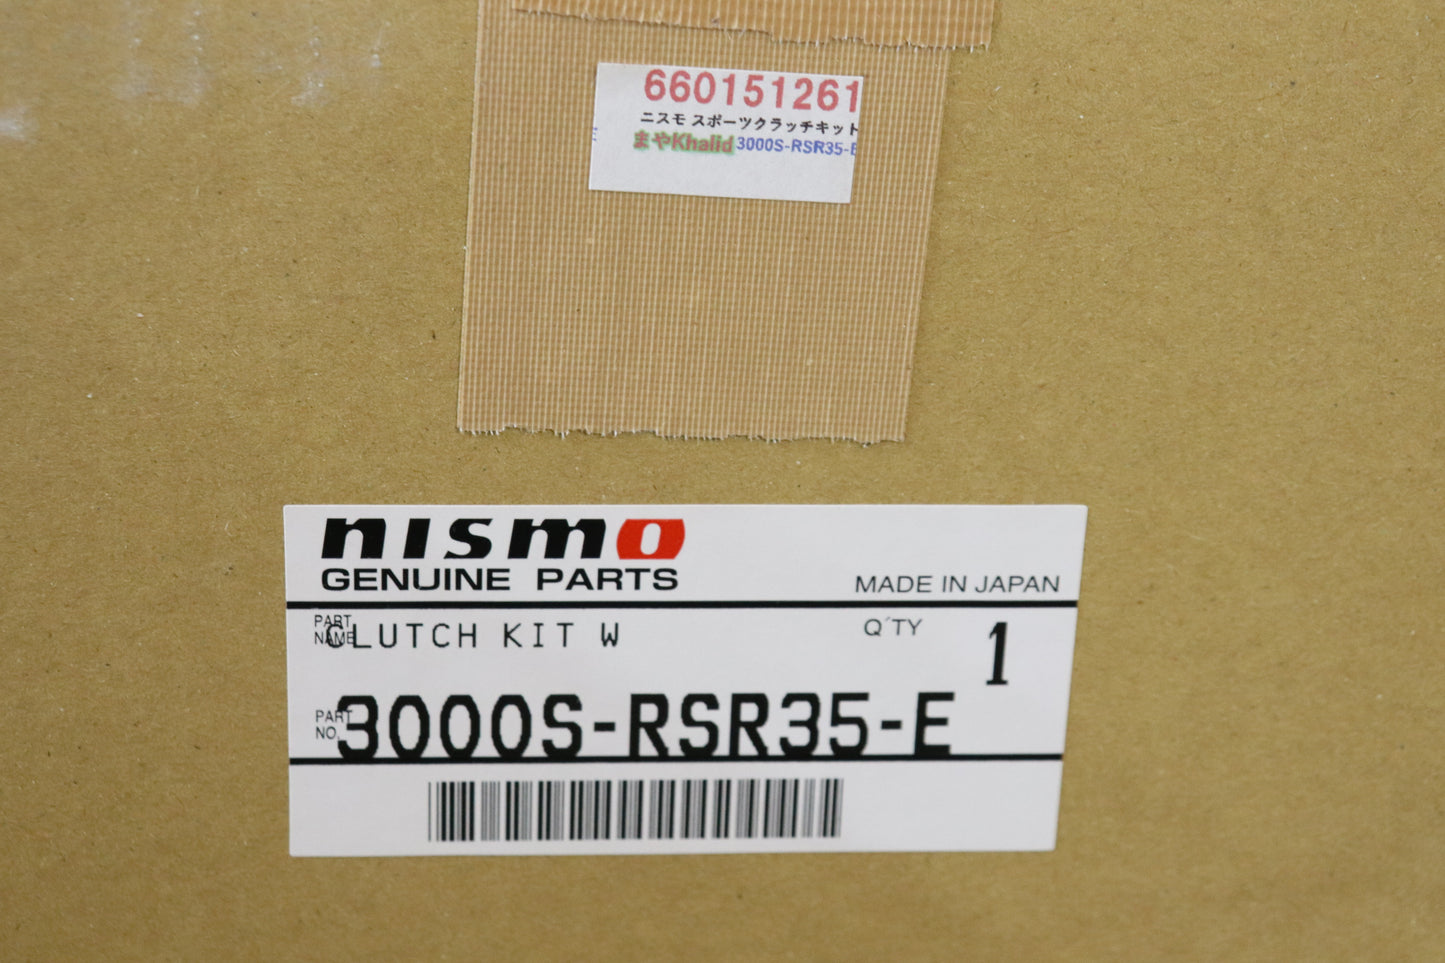 660151261
ニスモ スポーツクラッチキット
まやKhalid 3000S-RSR35-E
nismo
GENUINE PARTS
MADE IN JAPAN
PART NAME
CLUTCH KIT W
Q'TY
1
PART NO.
3000S-RSR35-E